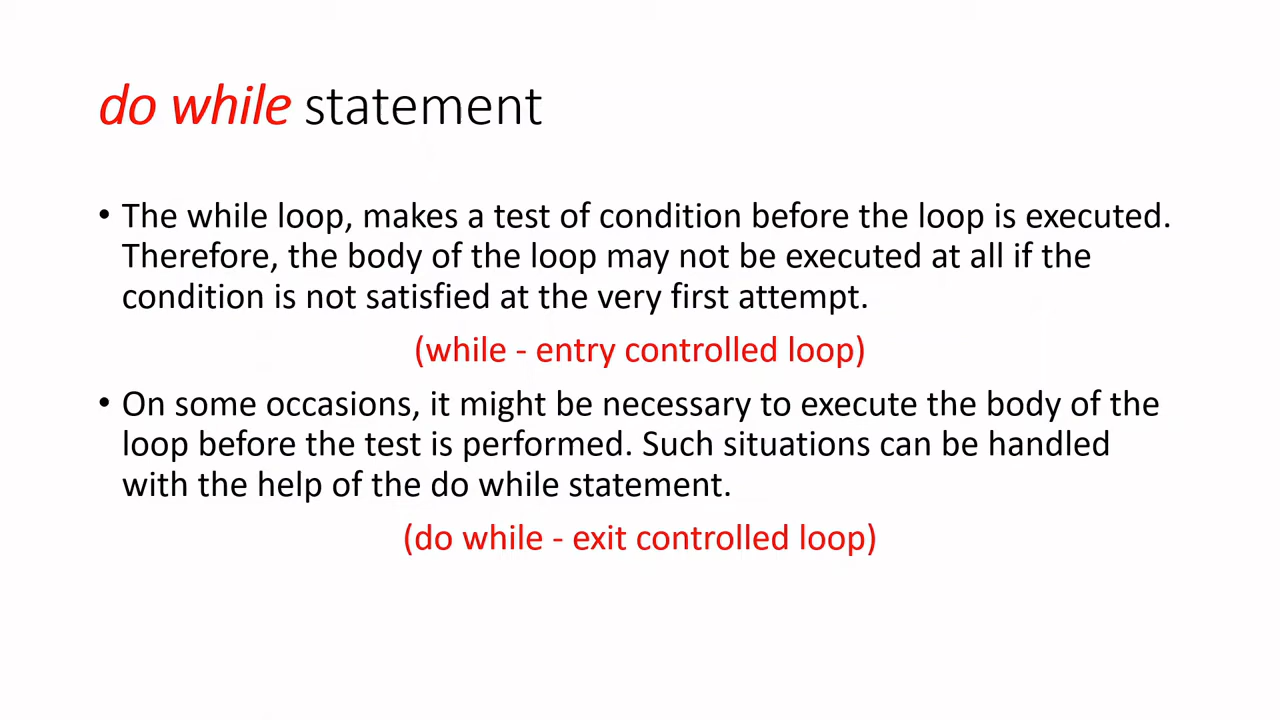 do while statement
• The while loop, makes a test of condition before the loop is executed.
Therefore, the body of the loop may not be executed at all if the
condition is not satisfied at the very first attempt.
(while - entry controlled loop)
• On some occasions, it might be necessary to execute the body of the
loop before the test is performed. Such situations can be handled
with the help of the do while statement.
(do while - exit controlled loop)